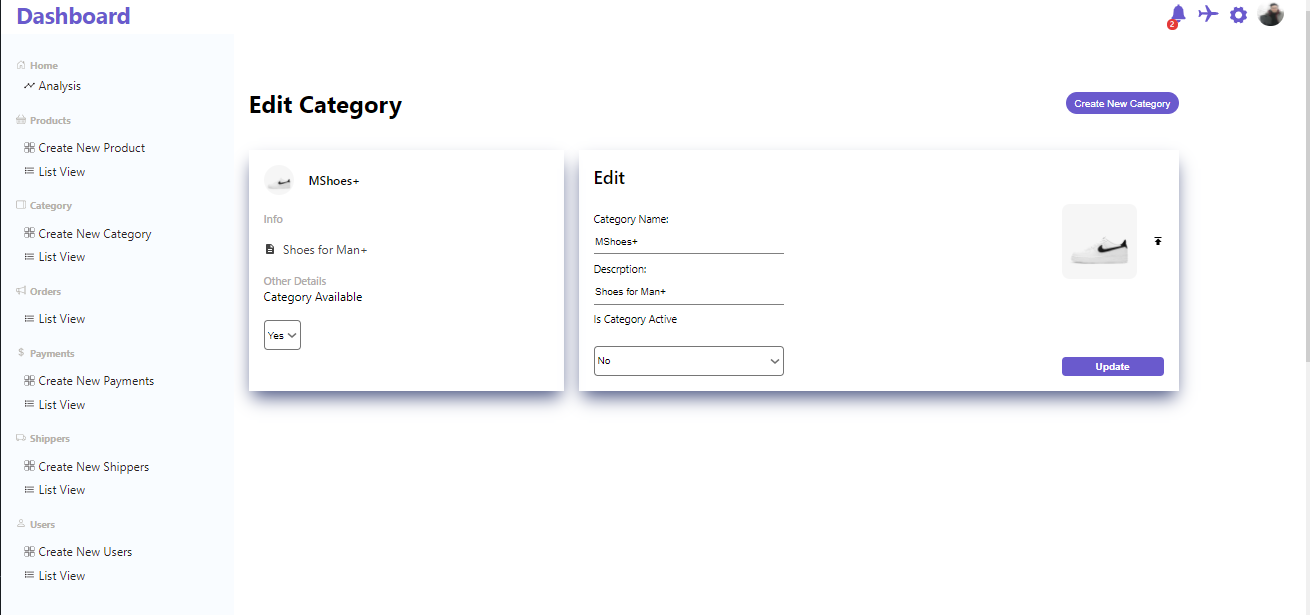 Dashboard
2
Home
Analysis
Products
Create New Product
List View
Category
Create New Category
List View
Orders
List View
Payments
Create New Payments
List View
Shippers
Create New Shippers
List View
Users
Create New Users
List View
Edit Category
Create New Category
MShoes+
Info
Shoes for Man+
Other Details
Category Available
Yes
Edit
Category Name:
MShoes+
Descrption:
Shoes for Man+
Is Category Active
No
Update